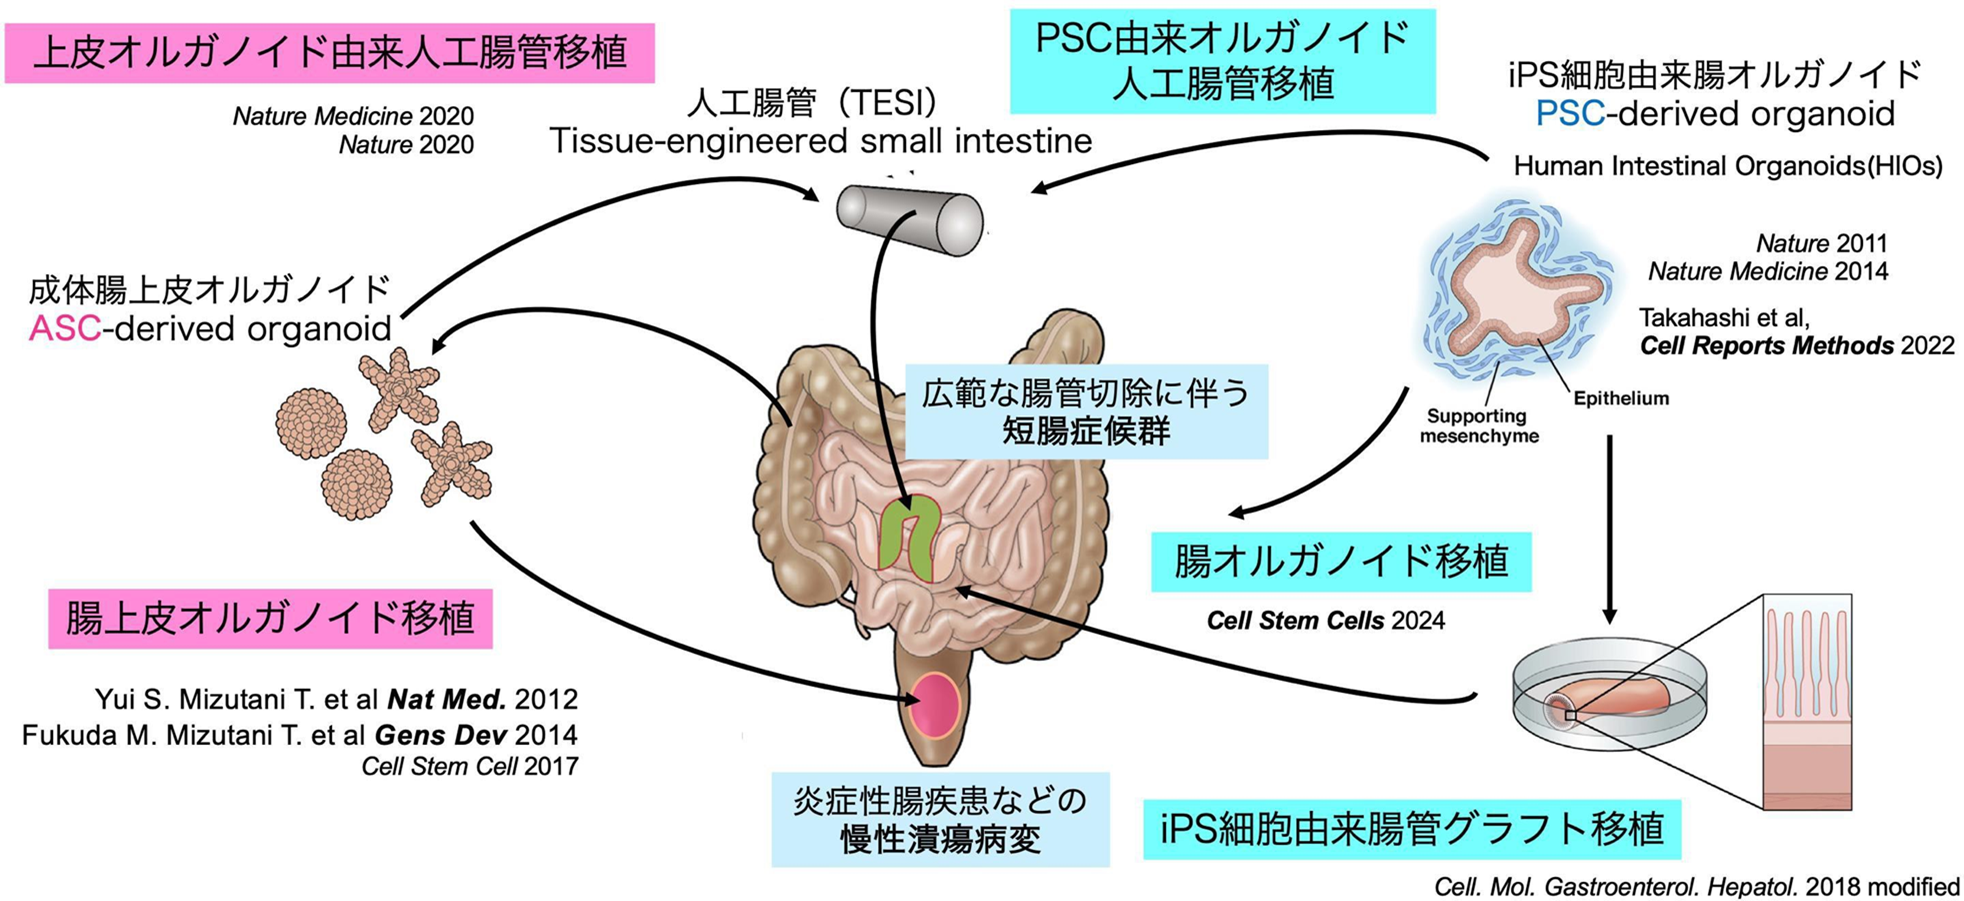 上皮オルガノイド由来人工腸管移植
Nature Medicine 2020
Nature 2020
人工腸管（TESI）
Tissue-engineered small intestine
PSC由来オルガノイド
人工腸管移植
iPS細胞由来腸オルガノイド
PSC-derived organoid
Human Intestinal Organoids(HIOs)
Nature 2011
Nature Medicine 2014
Takahashi et al,
Cell Reports Methods 2022
Epithelium
Supporting
mesenchyme
成体腸上皮オルガノイド
ASC-derived organoid
広範な腸管切除に伴う
短腸症候群
腸オルガノイド移植
Cell Stem Cells 2024
腸上皮オルガノイド移植
Yui S. Mizutani T. et al Nat Med. 2012
Fukuda M. Mizutani T. et al Gens Dev 2014
Cell Stem Cell 2017
炎症性腸疾患などの
慢性潰瘍病変
iPS細胞由来腸管グラフト移植
Cell. Mol. Gastroenterol. Hepatol. 2018 modified